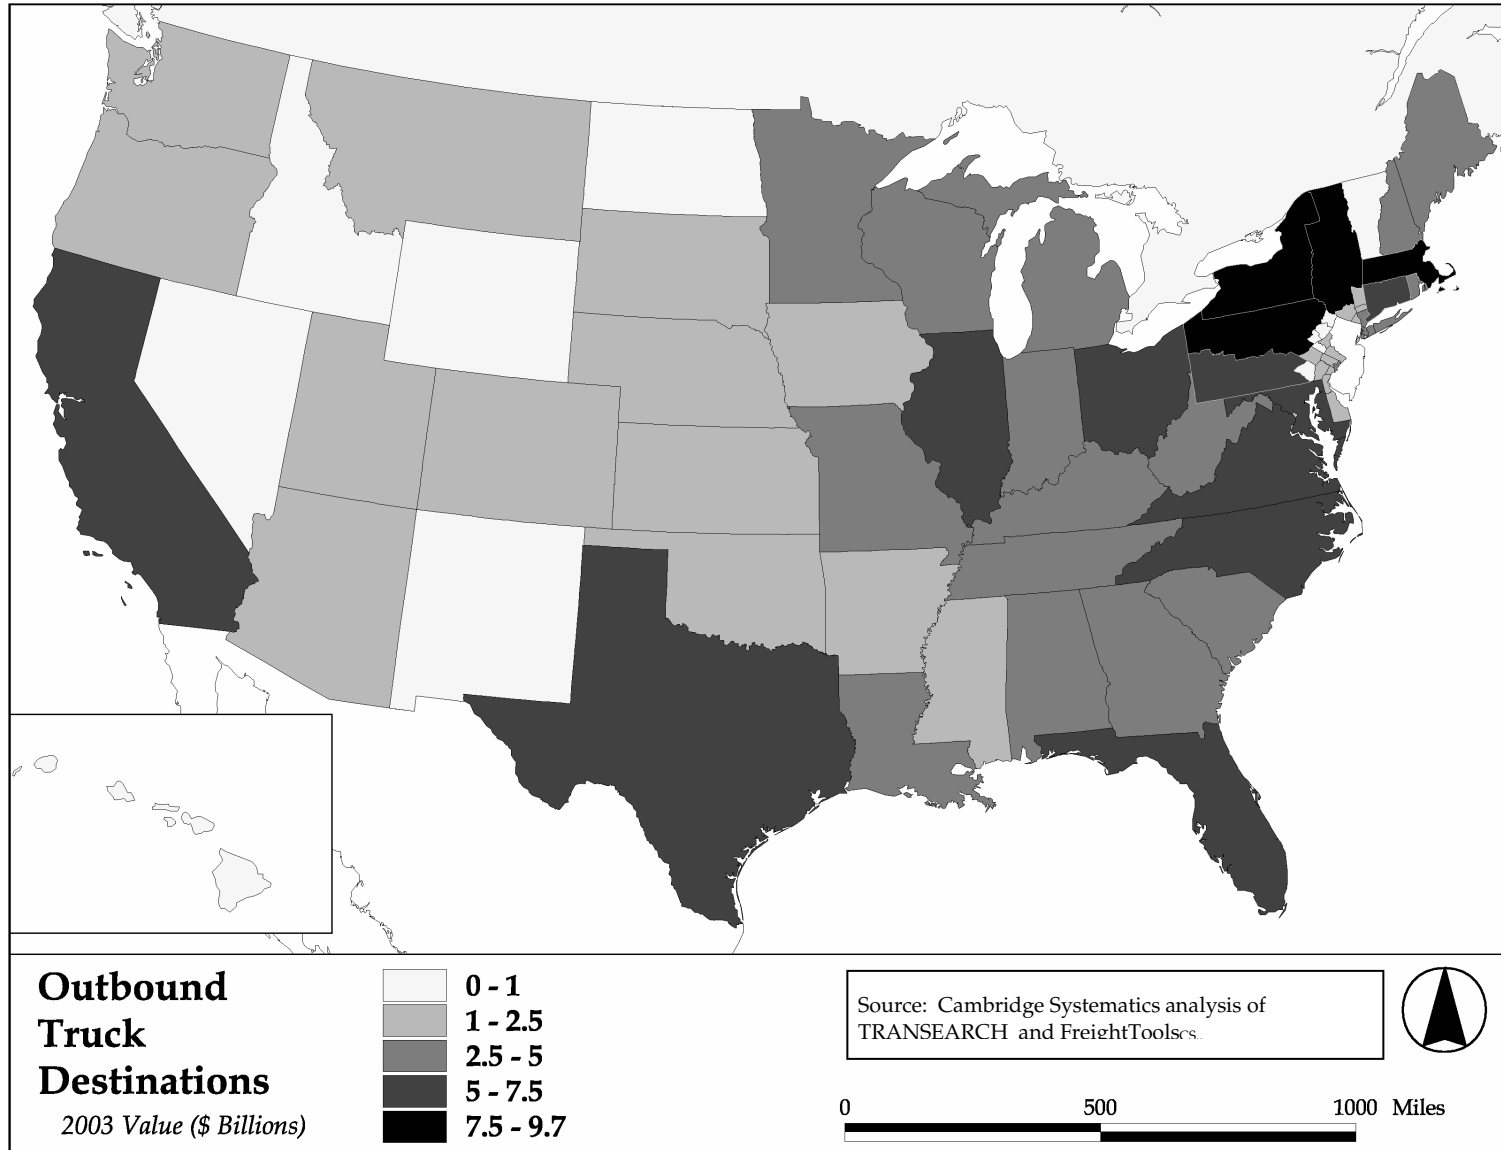 Outbound
Truck
Destinations
2003 Value ($ Billions)
0 - 1
1 - 2.5
2.5 - 5
5 - 7.5
7.5 - 9.7
Source: Cambridge Systematics analysis of
TRANSEARCH and FreightToolsCS..
0 500 1000 Miles